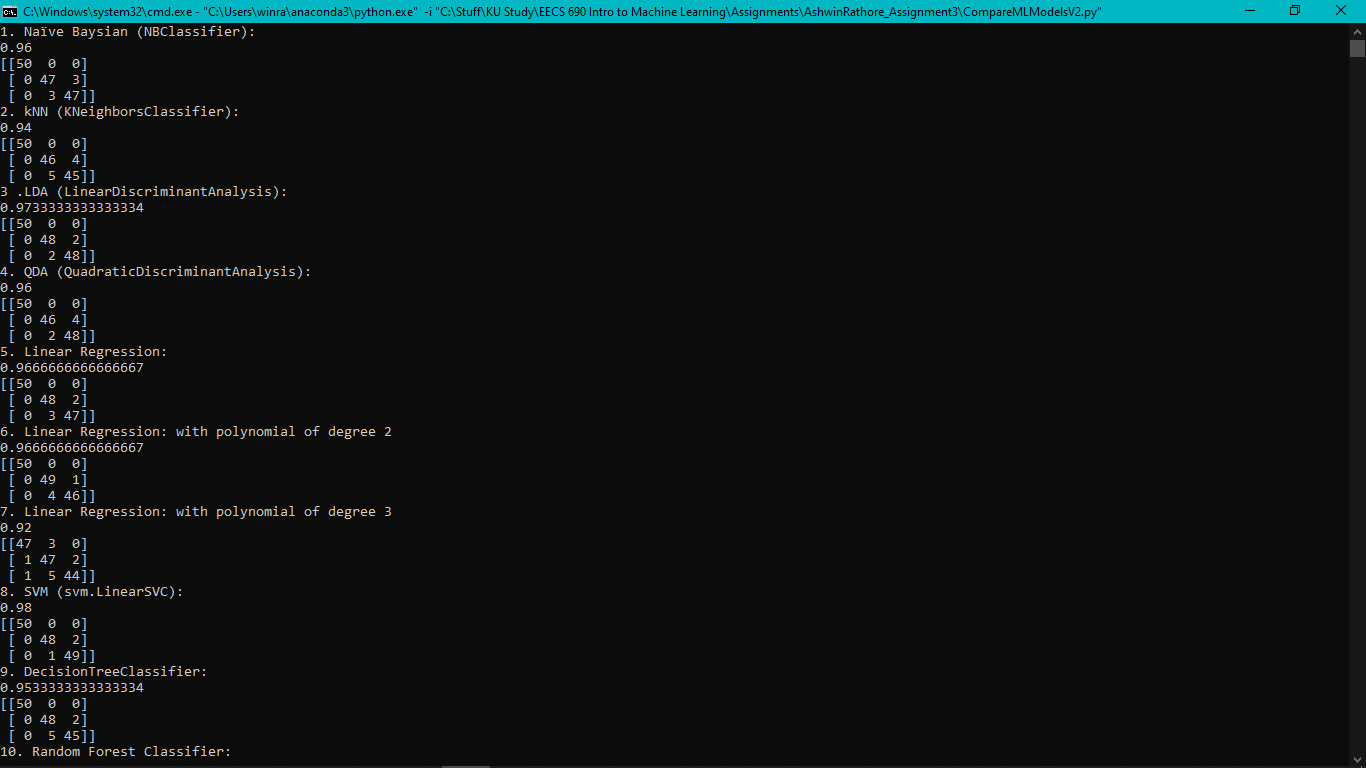 C:\Windows\system32\cmd.exe - "C:\Users\winra\anaconda3\python.exe" -i "C:\Stuff\KU Study\EECS 690 Intro to Machine Learning\Assignments\AshwinRathore_Assignment3\CompareMLModelsV2.py"
1. Naïve Baysian (NBClassifier):
0.96
[[50  0  0]
 [ 0 47  3]
 [ 0  3 47]]
2. kNN (KNeighborsClassifier):
0.94
[[50  0  0]
 [ 0 46  4]
 [ 0  5 45]]
3 .LDA (LinearDiscriminantAnalysis):
0.9733333333333334
[[50  0  0]
 [ 0 48  2]
 [ 0  2 48]]
4. QDA (QuadraticDiscriminantAnalysis):
0.96
[[50  0  0]
 [ 0 46  4]
 [ 0  2 48]]
5. Linear Regression:
0.9666666666666667
[[50  0  0]
 [ 0 48  2]
 [ 0  3 47]]
6. Linear Regression: with polynomial of degree 2
0.9666666666666667
[[50  0  0]
 [ 0 49  1]
 [ 0  4 46]]
7. Linear Regression: with polynomial of degree 3
0.92
[[47  3  0]
 [ 1 47  2]
 [ 1  5 44]]
8. SVM (svm.LinearSVC):
0.98
[[50  0  0]
 [ 0 48  2]
 [ 0  1 49]]
9. DecisionTreeClassifier:
0.9533333333333334
[[50  0  0]
 [ 0 48  2]
 [ 0  5 45]]
10. Random Forest Classifier: